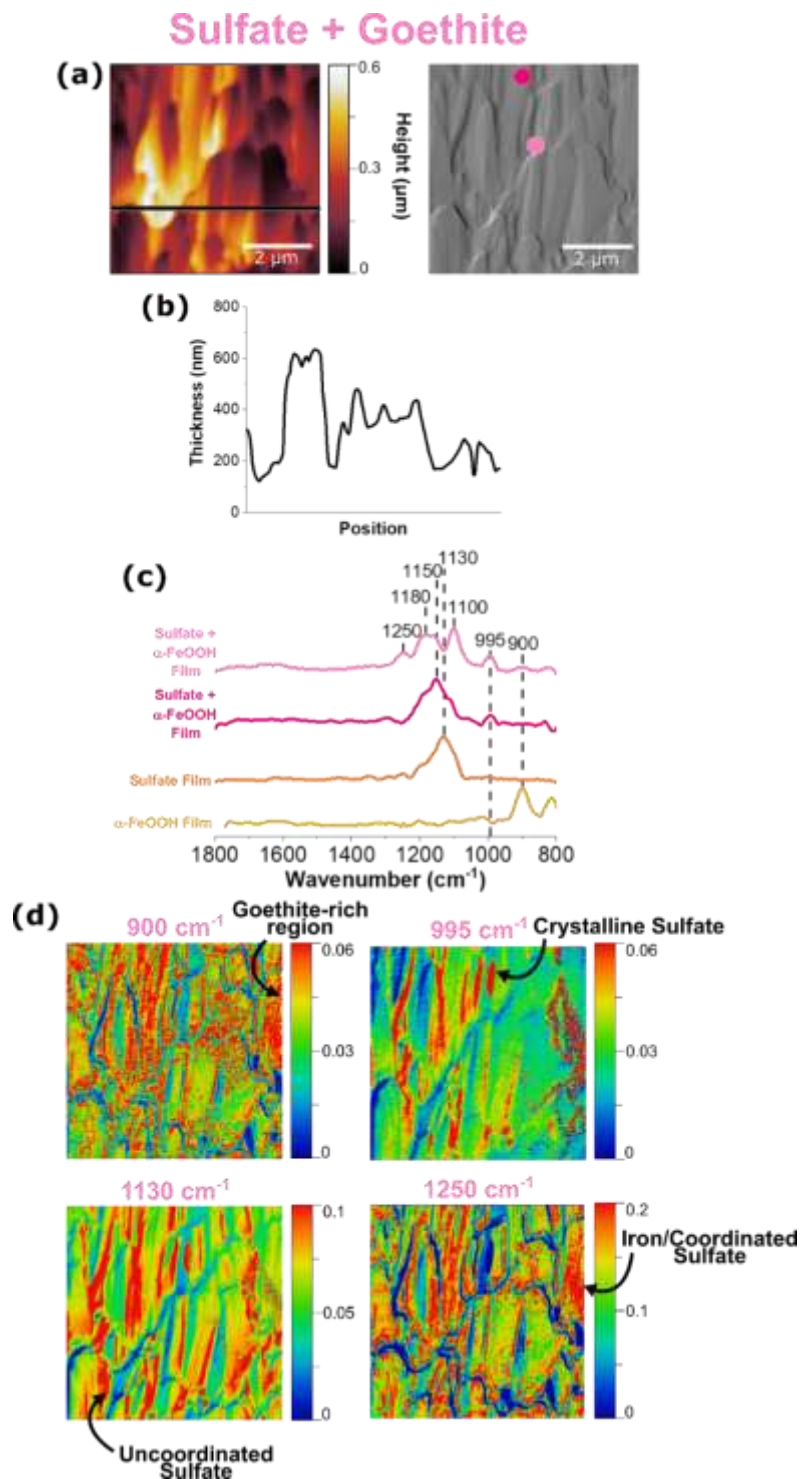 Sulfate + Goethite
(a)
0.6
0.3
0
Height (µm)
2 µm
2 µm
(b)
800
600
400
200
0
Thickness (nm)
Position
(c)
1130
1150
1180
1100
1250
995
900
Sulfate +
α-FeOOH
Film
Sulfate +
α-FeOOH
Film
Sulfate Film
α-FeOOH Film
1800
1600
1400
1200
1000
800
Wavenumber (cm-1)
(d)
900 cm-1
Goethite-rich
region
0.06
0.03
0
995 cm-1
Crystalline Sulfate
0.06
0.03
0
1130 cm-1
0.1
0.05
0
Uncoordinated
Sulfate
1250 cm-1
0.2
0.1
0
Iron/Coordinated
Sulfate